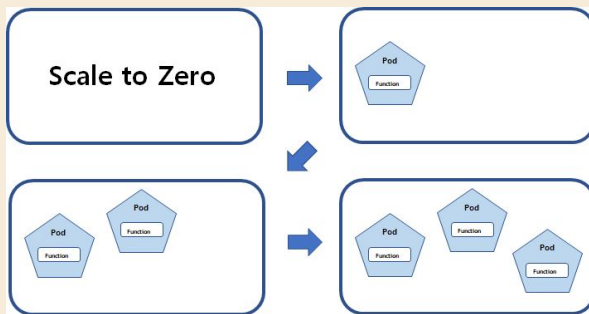 Scale to Zero
Pod
Function
Pod
Function
Pod
Function
Pod
Function
Pod
Function
Pod
Function